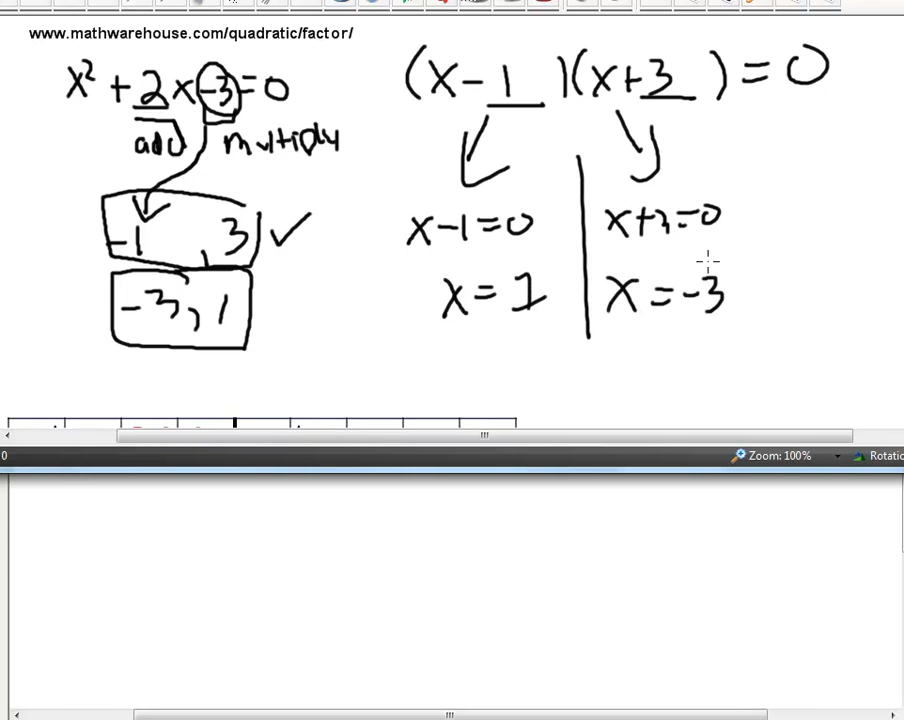 www.mathwarehouse.com/quadratic/factor/
x² + 2x -3 = 0
add multiply
-1, 3 ✓
-3, 1
(x - 1)(x + 3) = 0
x-1=0
x = 1
x+3=0
x = -3
0
Zoom: 100%
Rotatio